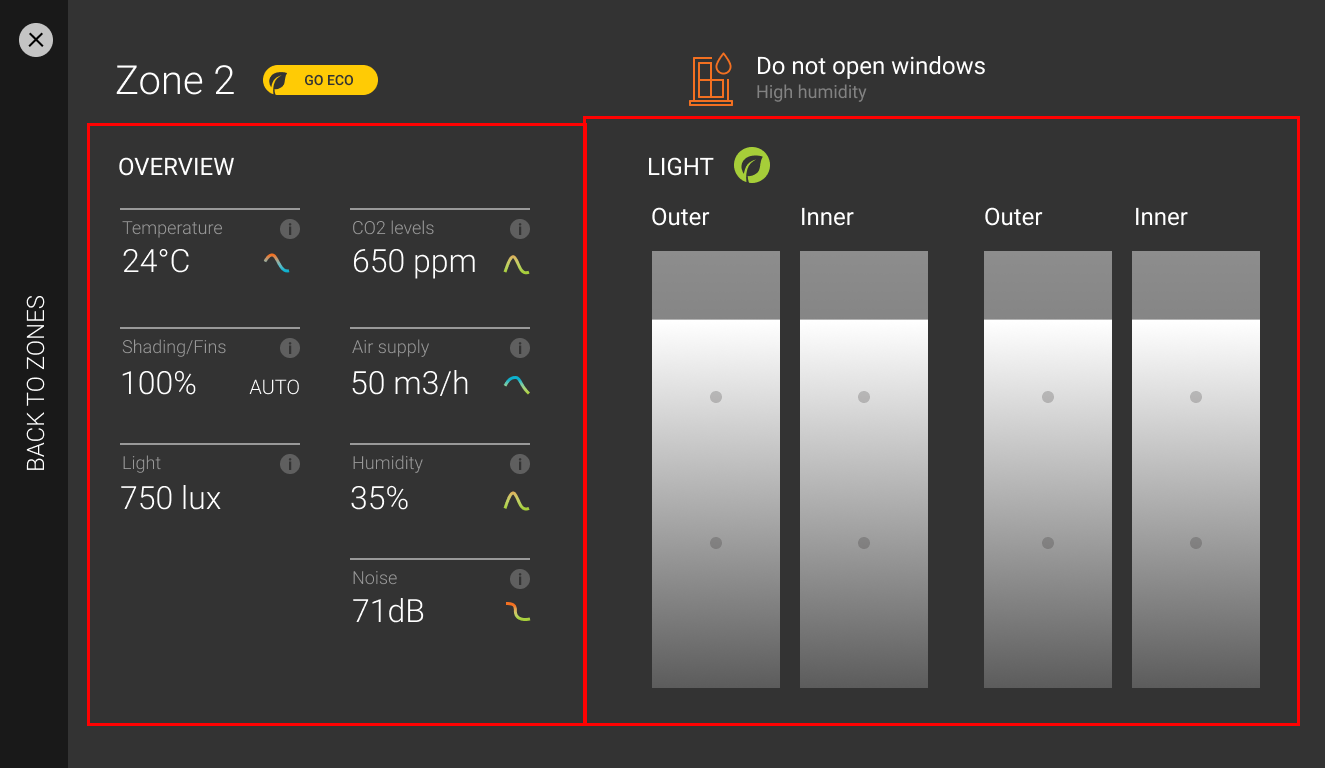 Zone 2
GO ECO
Do not open windows
High humidity
BACK TO ZONES
OVERVIEW
Temperature
24°C
CO2 levels
650 ppm
Shading/Fins
100% AUTO
Air supply
50 m3/h
Light
750 lux
Humidity
35%
Noise
71dB
LIGHT
Outer Inner Outer Inner